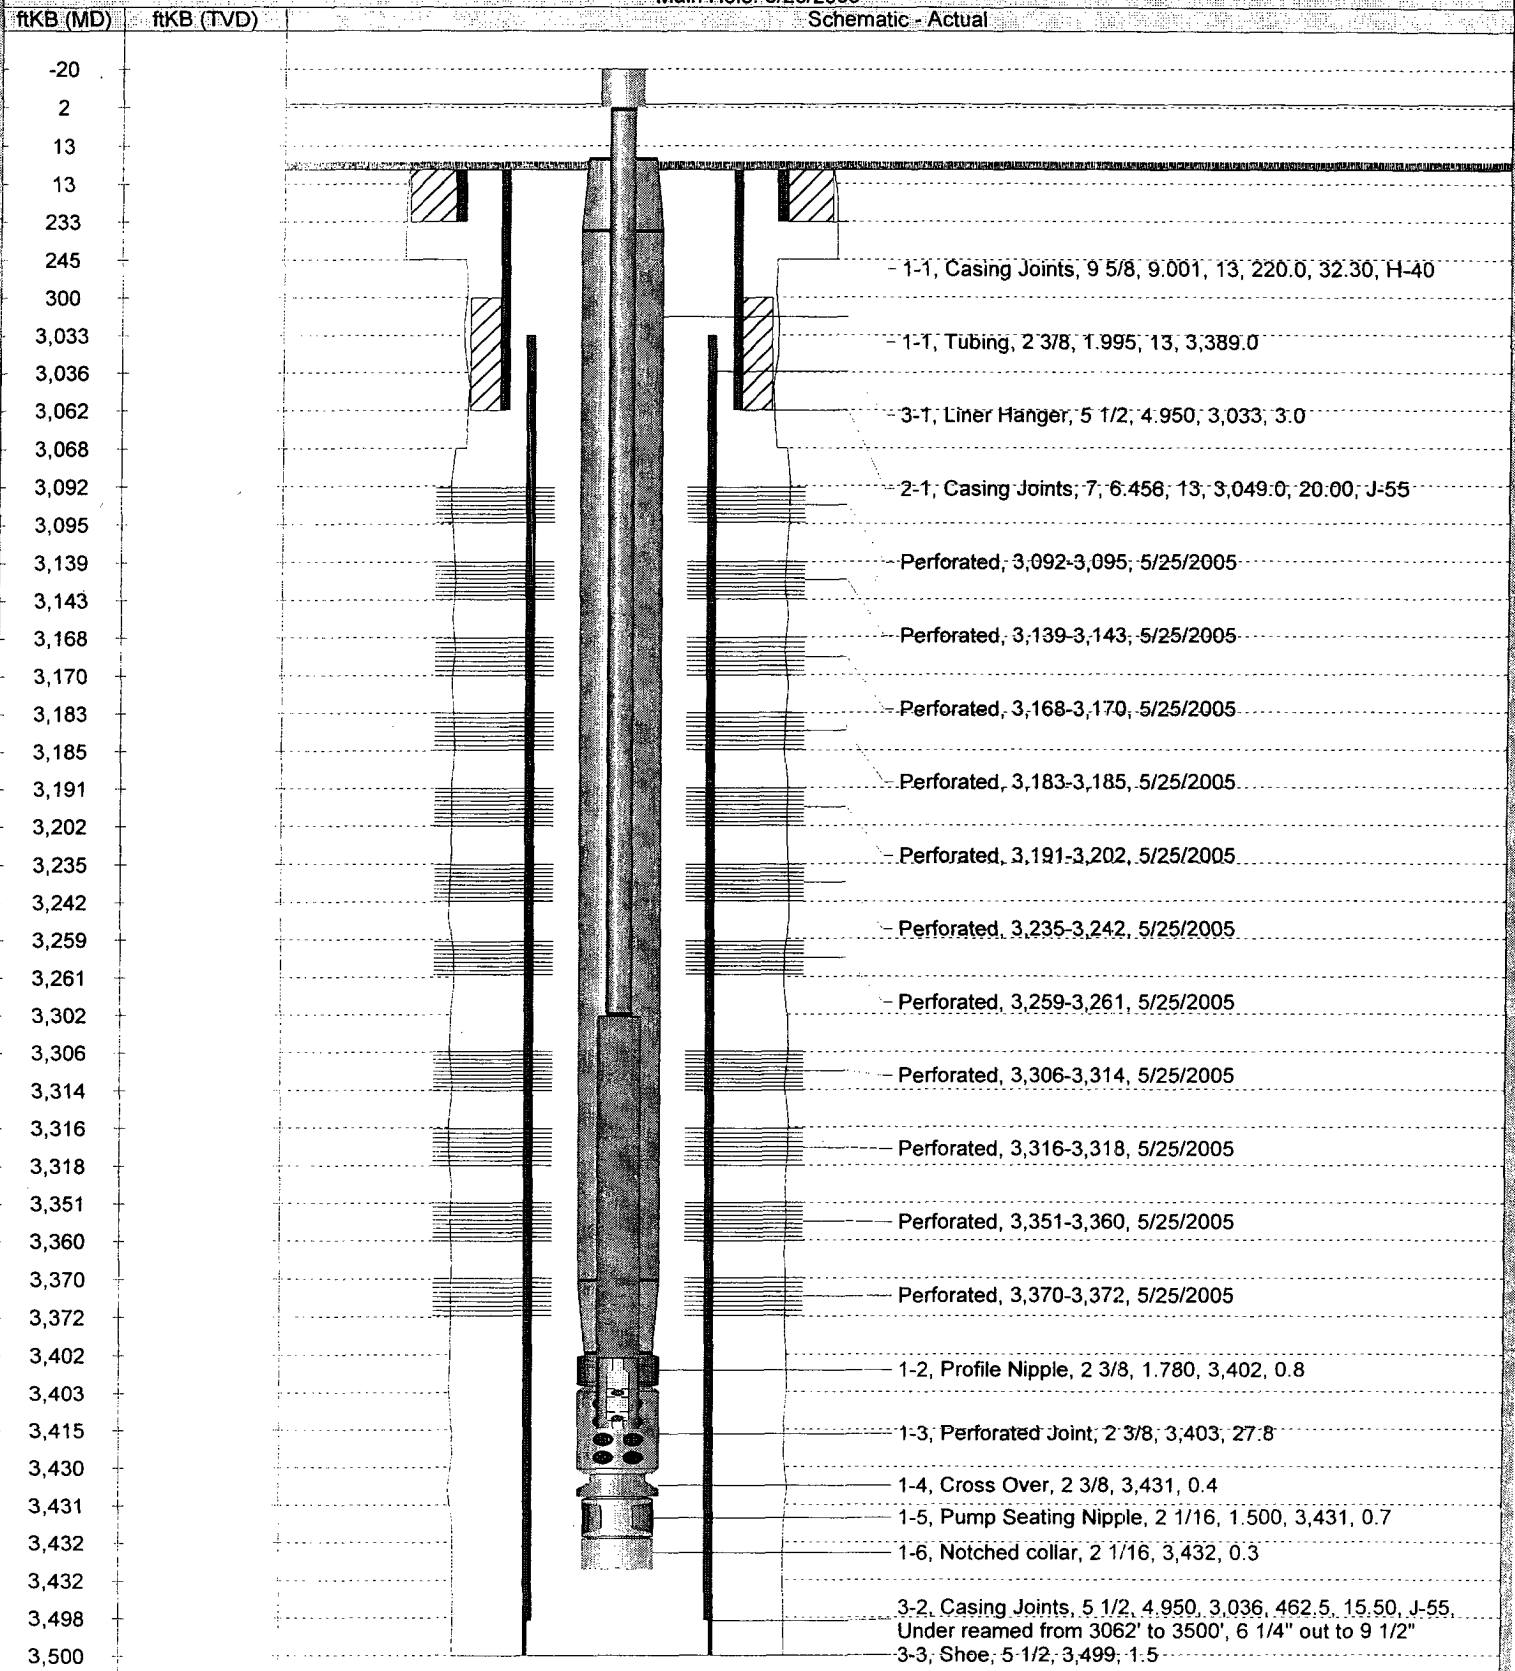 ftKB (MD) ftKB (TVD) Schematic - Actual
-20
2
13
13
233
245
1-1, Casing Joints, 9 5/8, 9.001, 13, 220.0, 32.30, H-40
300
3,033
1-1, Tubing, 2 3/8, 1.995, 13, 3,389.0
3,036
3,062
3-1, Liner Hanger, 5 1/2, 4.950, 3,033, 3.0
3,068
3,092
2-1, Casing Joints, 7, 6.456, 13, 3,049.0, 20.00, J-55
3,095
3,139
Perforated, 3,092-3,095, 5/25/2005
3,143
3,168
Perforated, 3,139-3,143, 5/25/2005
3,170
3,183
Perforated, 3,168-3,170, 5/25/2005
3,185
3,191
Perforated, 3,183-3,185, 5/25/2005
3,202
3,235
Perforated, 3,191-3,202, 5/25/2005
3,242
3,259
Perforated, 3,235-3,242, 5/25/2005
3,261
3,302
Perforated, 3,259-3,261, 5/25/2005
3,306
3,314
Perforated, 3,306-3,314, 5/25/2005
3,316
3,318
Perforated, 3,316-3,318, 5/25/2005
3,351
3,360
Perforated, 3,351-3,360, 5/25/2005
3,370
3,372
Perforated, 3,370-3,372, 5/25/2005
3,402
1-2, Profile Nipple, 2 3/8, 1.780, 3,402, 0.8
3,403
3,415
1-3, Perforated Joint, 2 3/8, 3,403, 27.8
3,430
1-4, Cross Over, 2 3/8, 3,431, 0.4
3,431
1-5, Pump Seating Nipple, 2 1/16, 1.500, 3,431, 0.7
3,432
1-6, Notched collar, 2 1/16, 3,432, 0.3
3,432
3,498
3-2, Casing Joints, 5 1/2, 4.950, 3,036, 462.5, 15.50, J-55,
Under reamed from 3062' to 3500', 6 1/4" out to 9 1/2"
3,500
3-3, Shoe, 5 1/2, 3,499, 1.5